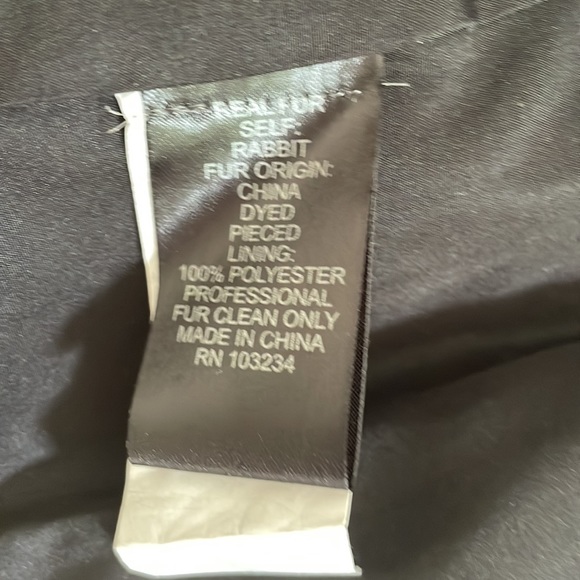 REAL FUR
SELF:
RABBIT
FUR ORIGIN:
CHINA
DYED
PIECED
LINING:
100% POLYESTER
PROFESSIONAL
FUR CLEAN ONLY
MADE IN CHINA
RN 103234